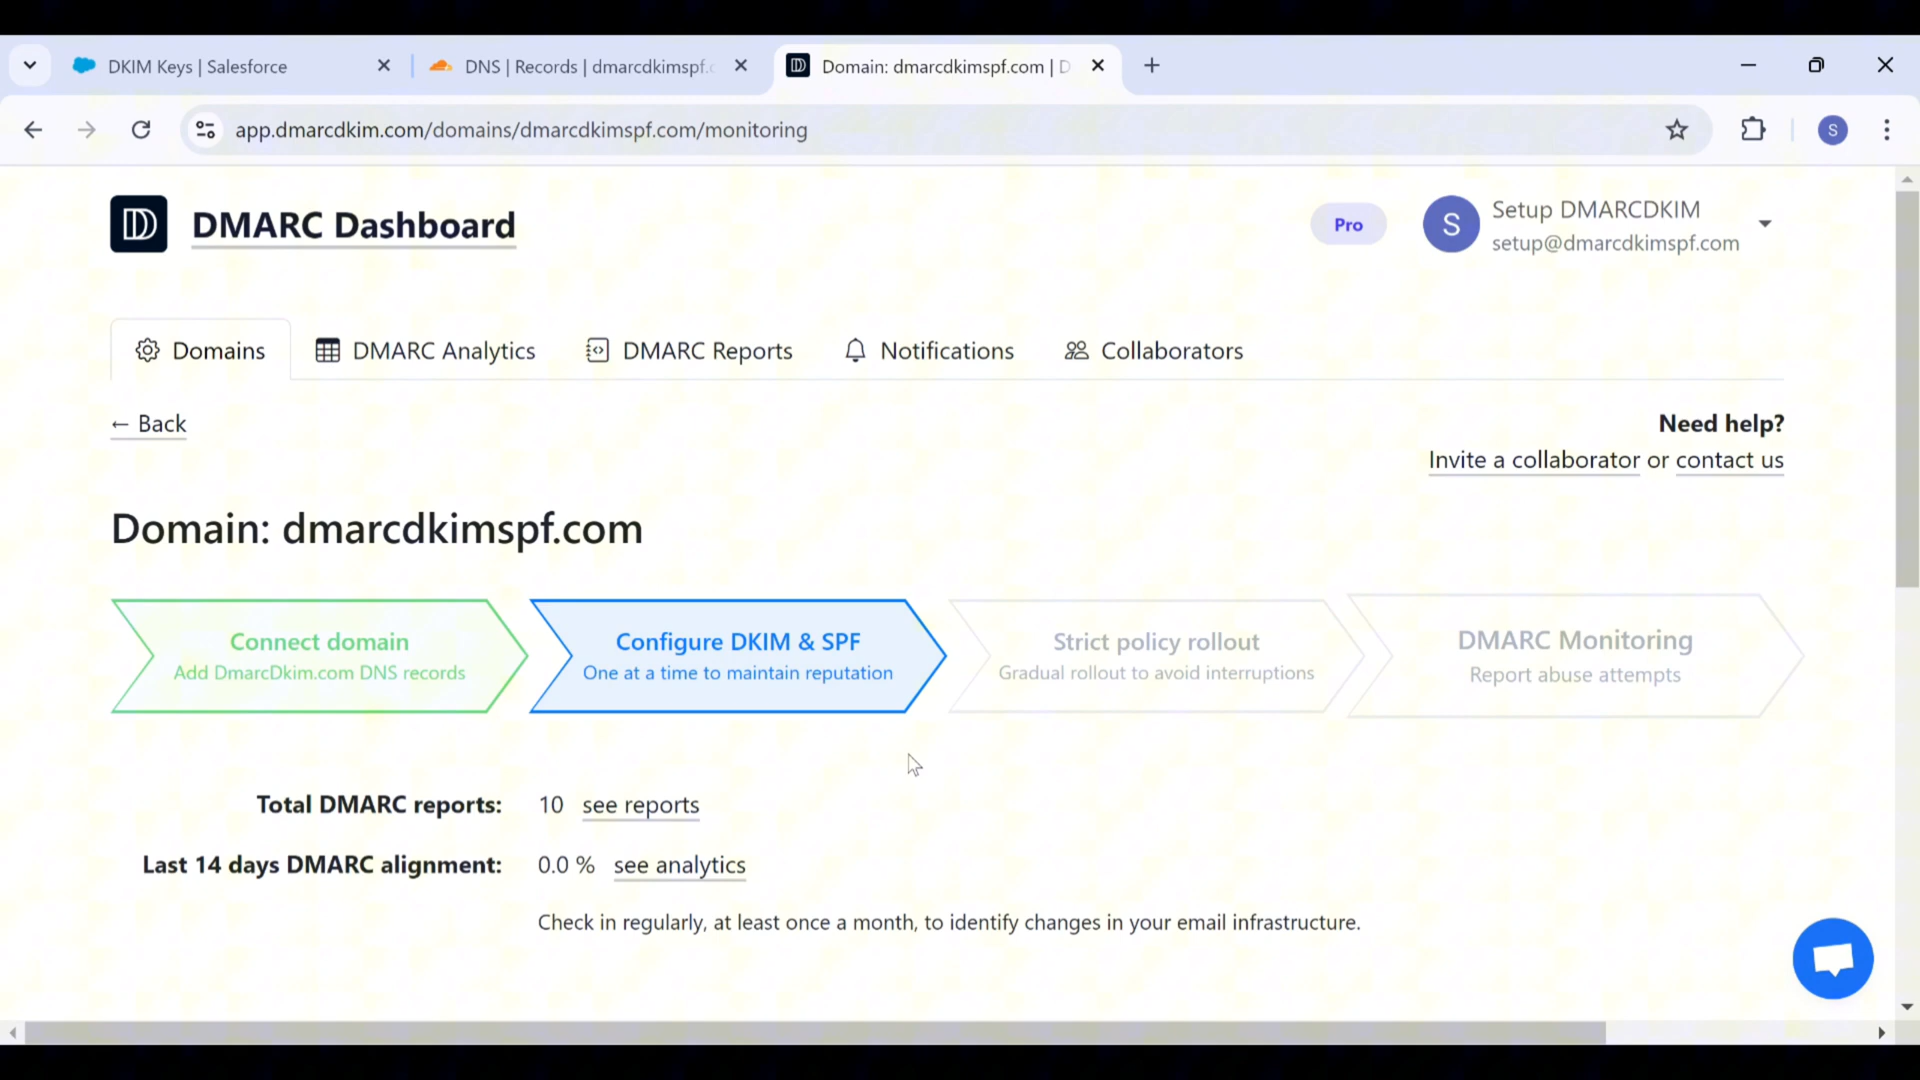 DKIM Keys | Salesforce
DNS | Records | dmarcdkimspf.c
Domain: dmarcdkimspf.com | D
app.dmarcdkim.com/domains/dmarcdkimspf.com/monitoring
S
DMARC Dashboard
Pro
S
Setup DMARCDKIM
setup@dmarcdkimspf.com
Domains
DMARC Analytics
DMARC Reports
Notifications
Collaborators
← Back
Need help?
Invite a collaborator or contact us
Domain: dmarcdkimspf.com
Connect domain
Add DmarcDkim.com DNS records
Configure DKIM & SPF
One at a time to maintain reputation
Strict policy rollout
Gradual rollout to avoid interruptions
DMARC Monitoring
Report abuse attempts
Total DMARC reports: 10 see reports
Last 14 days DMARC alignment: 0.0 % see analytics
Check in regularly, at least once a month, to identify changes in your email infrastructure.